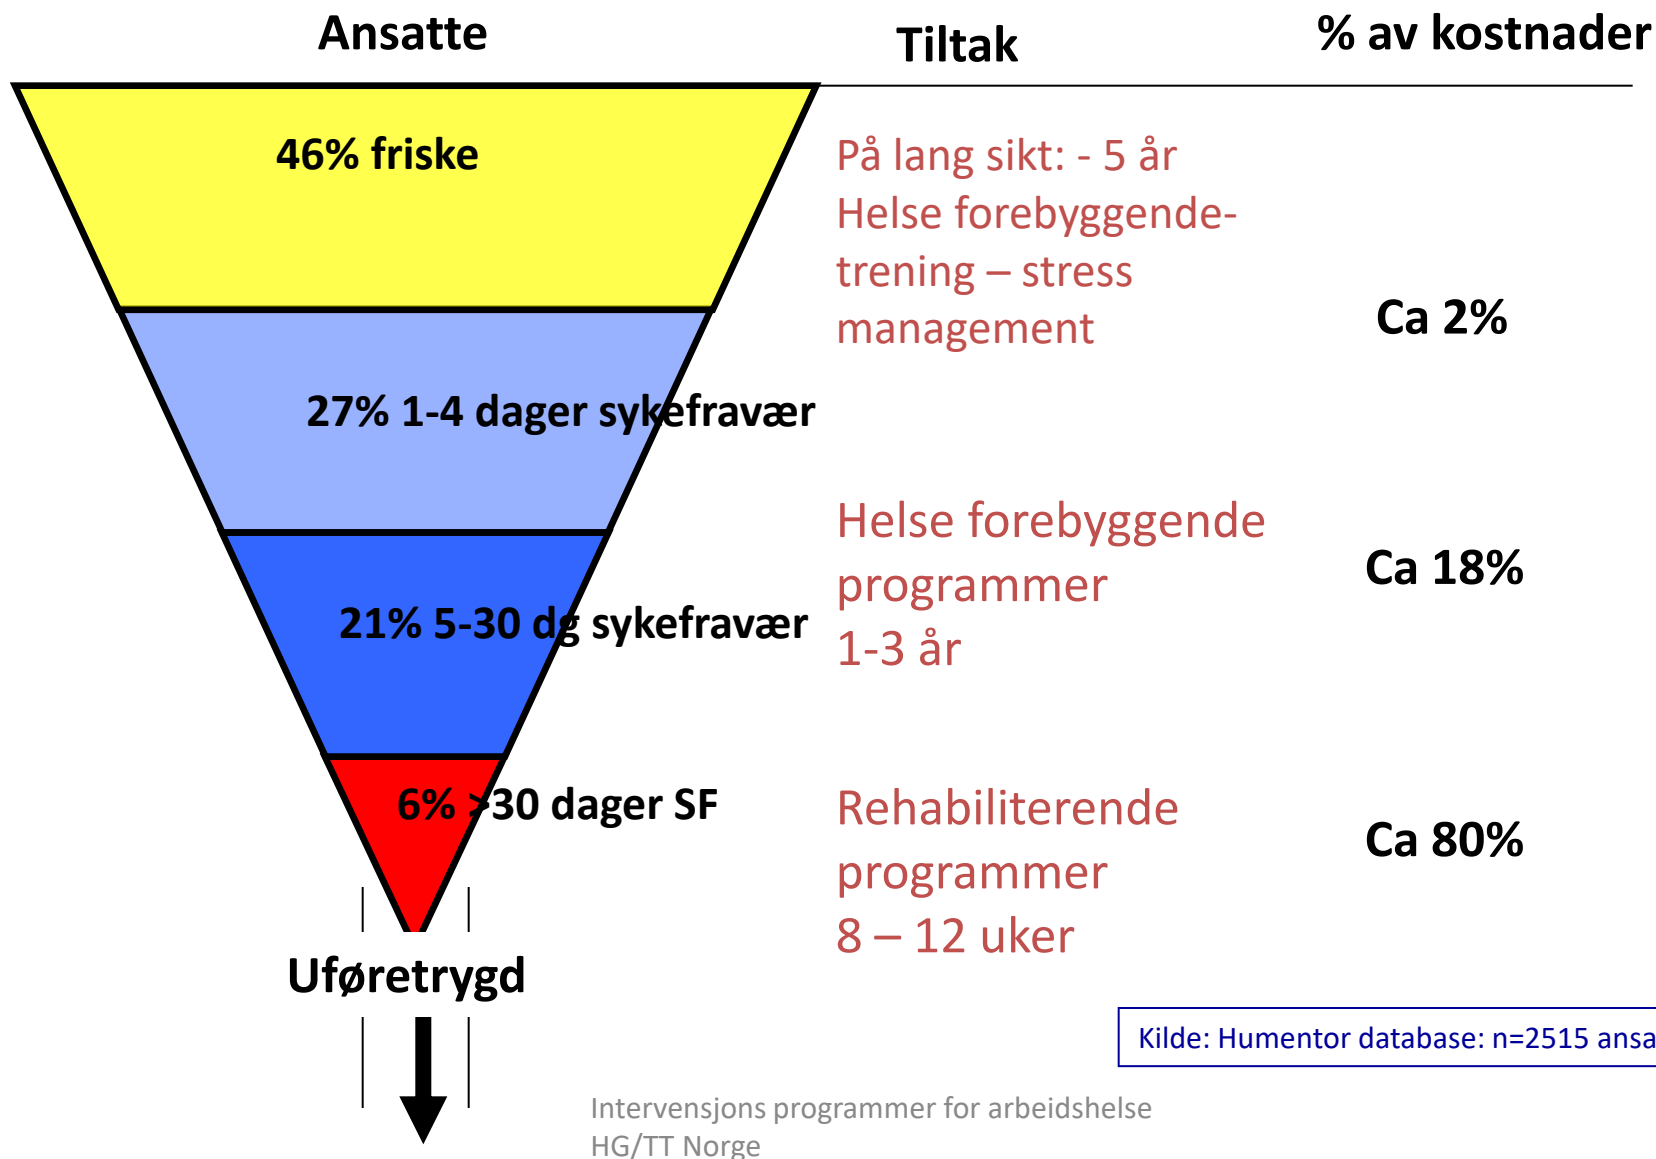 Ansatte
Tiltak
% av kostnader
46% friske
På lang sikt: - 5 år
Helse forebyggende-
trening – stress
management
Ca 2%
27% 1-4 dager sykefravær
Helse forebyggende
programmer
1-3 år
Ca 18%
21% 5-30 dg sykefravær
6% >30 dager SF
Rehabiliterende
programmer
8 – 12 uker
Ca 80%
Uføretrygd
Kilde: Humentor database: n=2515 ansa
Intervensjons programmer for arbeidshelse
HG/TT Norge